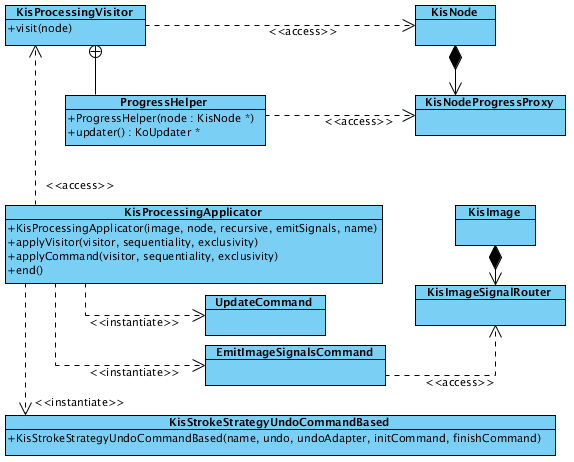 KisProcessingVisitor
+visit(node)
<<access>>
KisNode
ProgressHelper
+ProgressHelper(node : KisNode *)
+updater() : KoUpdater *
<<access>>
KisNodeProgressProxy
<<access>>
KisProcessingApplicator
+KisProcessingApplicator(image, node, recursive, emitSignals, name)
+applyVisitor(visitor, sequentiality, exclusivity)
+applyCommand(visitor, sequentiality, exclusivity)
+end()
KisImage
KisImageSignalRouter
UpdateCommand
<<instantiate>>
EmitImageSignalsCommand
<<instantiate>>
<<access>>
<<instantiate>>
KisStrokeStrategyUndoCommandBased
+KisStrokeStrategyUndoCommandBased(name, undo, undoAdapter, initCommand, finishCommand)